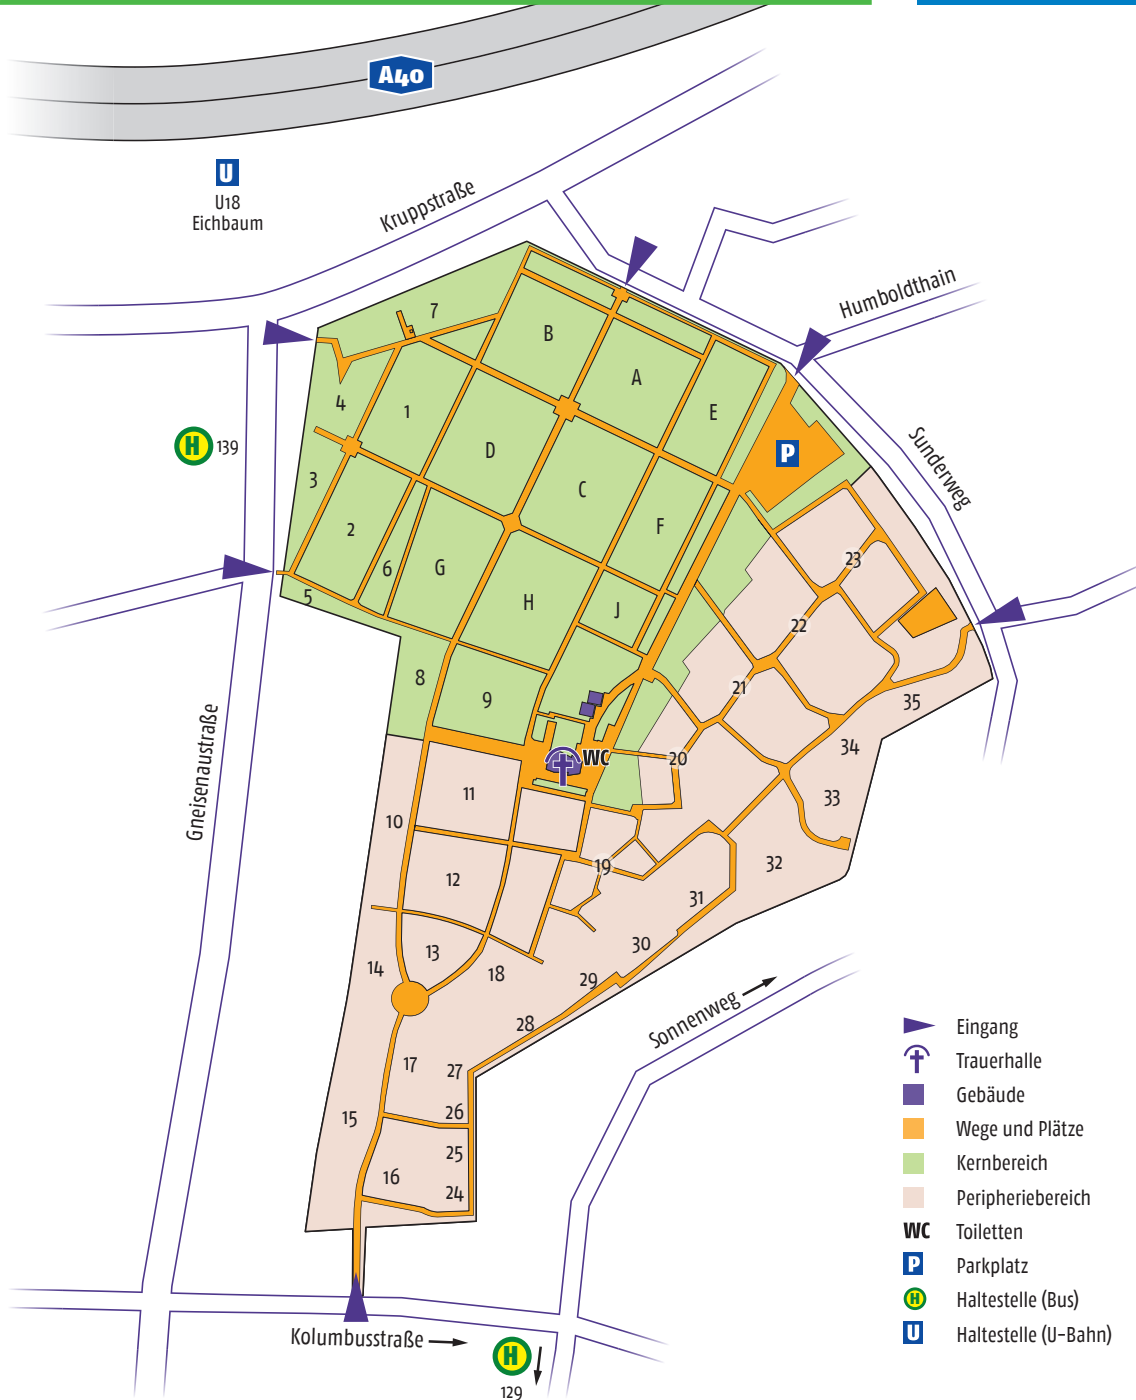 A40
U
U18
Eichbaum
Kruppstraße
Humboldthain
7
B
4
1
A
E
H 139
D
P
Sunderweg
3
C
2
F
23
6
G
5
H
J
22
8
9
21
35
Gneisenaustraße
WC
20
34
11
33
10
19
32
12
31
13
30
14
18
29
28
Sonnenweg
17
27
26
15
25
16
24
Kolumbusstraße
H
129
Eingang
Trauerhalle
Gebäude
Wege und Plätze
Kernbereich
Peripheriebereich
WC Toiletten
P Parkplatz
H Haltestelle (Bus)
U Haltestelle (U-Bahn)